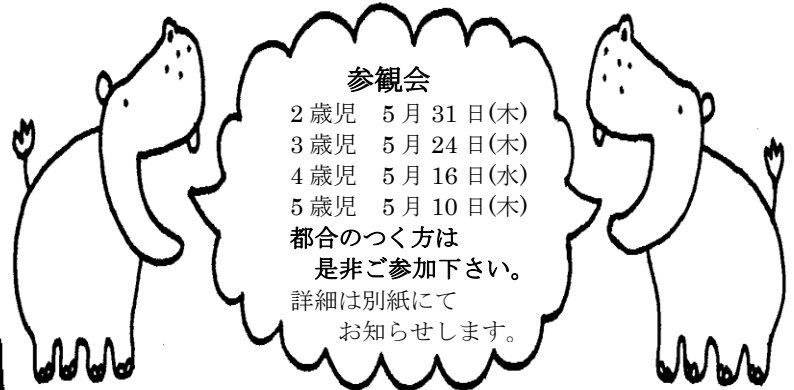 参観会
2歳児　5月 31 日(木)
3歳児　5月 24 日(木)
4歳児　5月 16 日(水)
5歳児　5月 10 日(木)
都合のつく方は
是非ご参加下さい。
詳細は別紙にて
お知らせします。